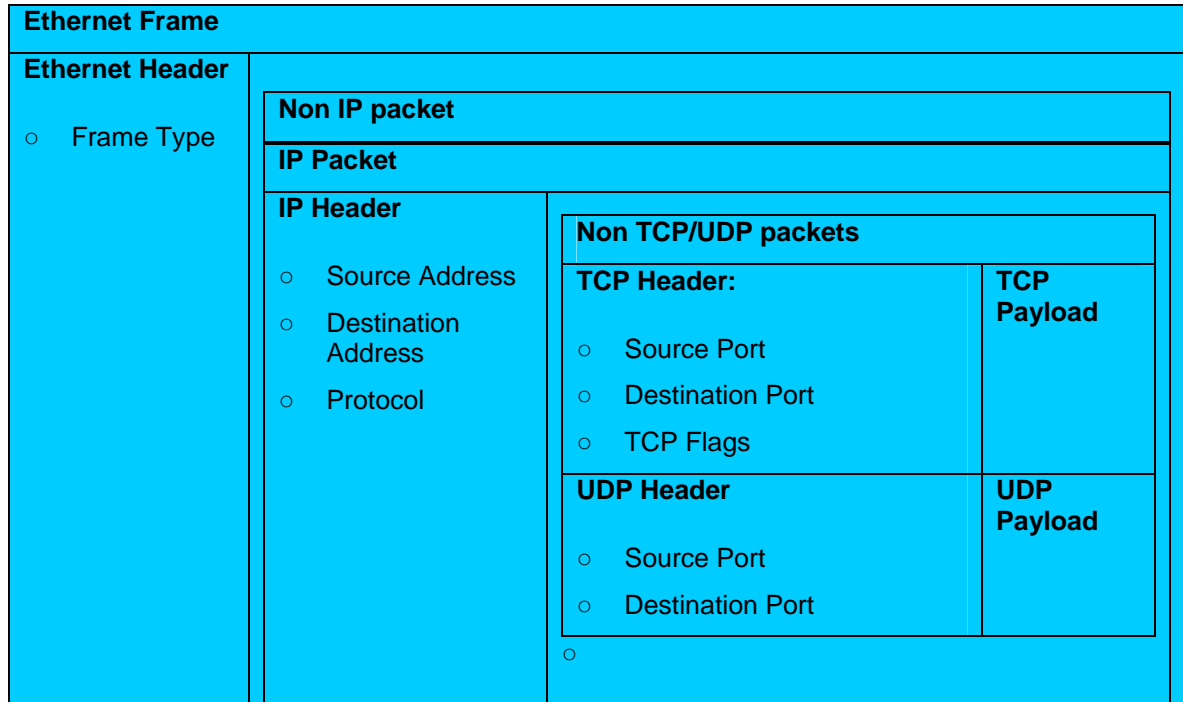 Ethernet Frame
Ethernet Header
○ Frame Type
Non IP packet
IP Packet
IP Header
○ Source Address
○ Destination
Address
○ Protocol
Non TCP/UDP packets
TCP Header:
○ Source Port
○ Destination Port
○ TCP Flags
TCP
Payload
UDP Header
○ Source Port
○ Destination Port
UDP
Payload
○